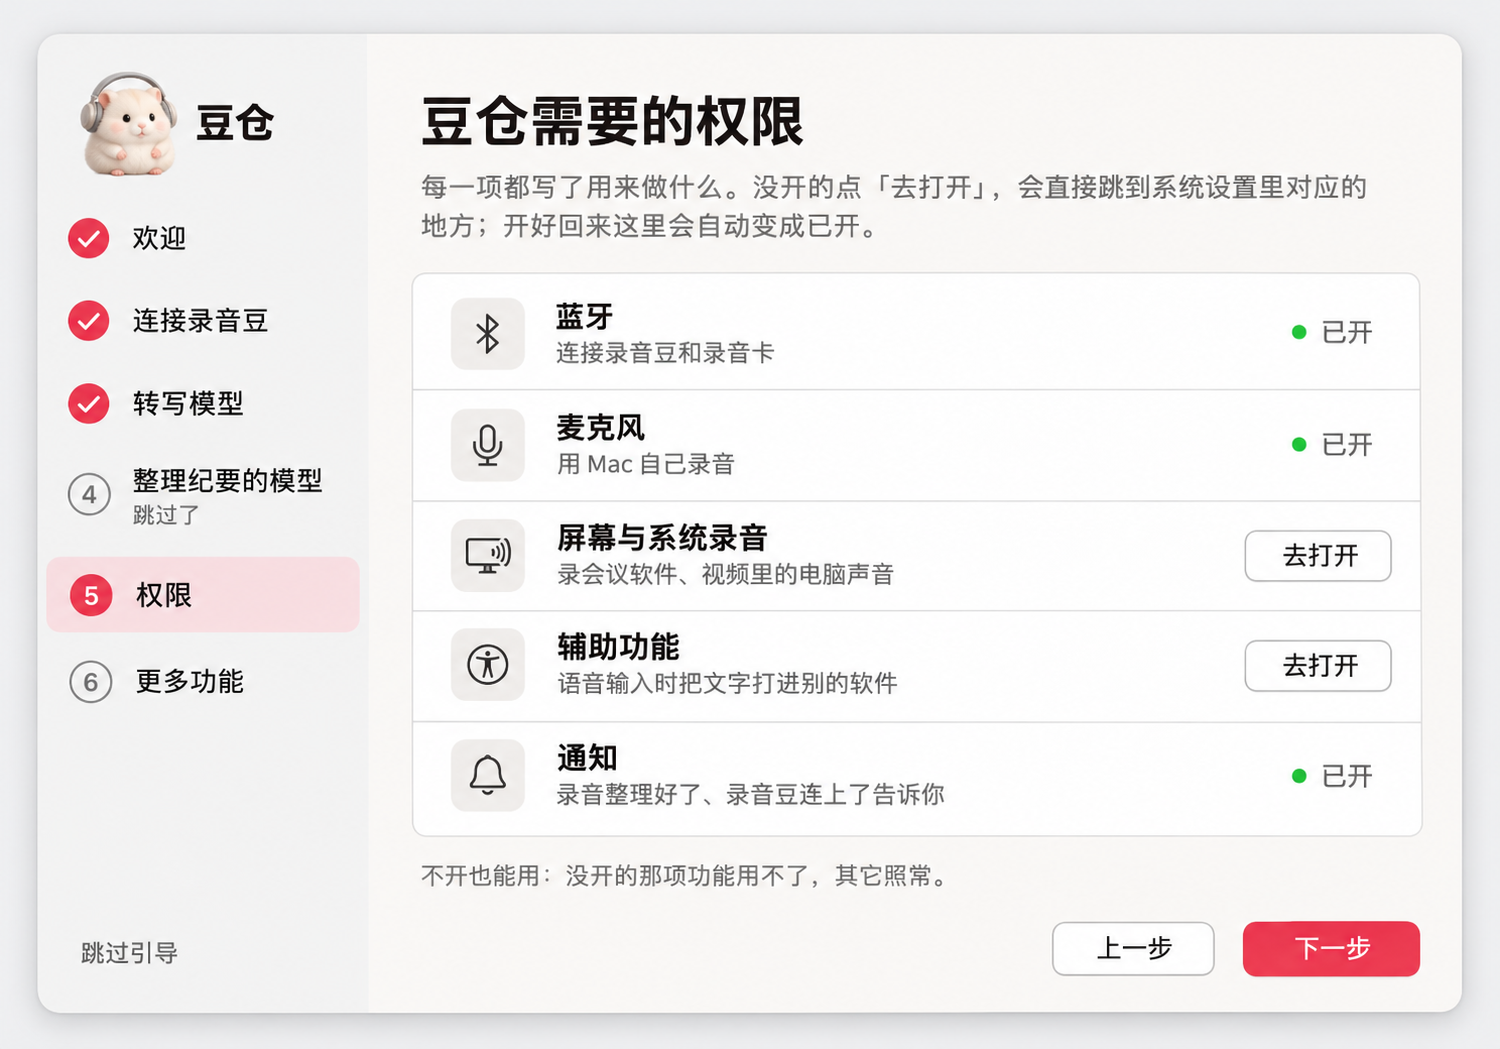 豆仓
欢迎
连接录音豆
转写模型
4
整理纪要的模型
跳过了
5
权限
6
更多功能
跳过引导
豆仓需要的权限
每一项都写了用来做什么。没开的点「去打开」，会直接跳到系统设置里对应的
地方；开好回来这里会自动变成已开。
蓝牙
连接录音豆和录音卡
已开
麦克风
用 Mac 自己录音
已开
屏幕与系统录音
录会议软件、视频里的电脑声音
去打开
辅助功能
语音输入时把文字打进别的软件
去打开
通知
录音整理好了、录音豆连上了告诉你
已开
不开也能用：没开的那项功能用不了，其它照常。
上一步
下一步